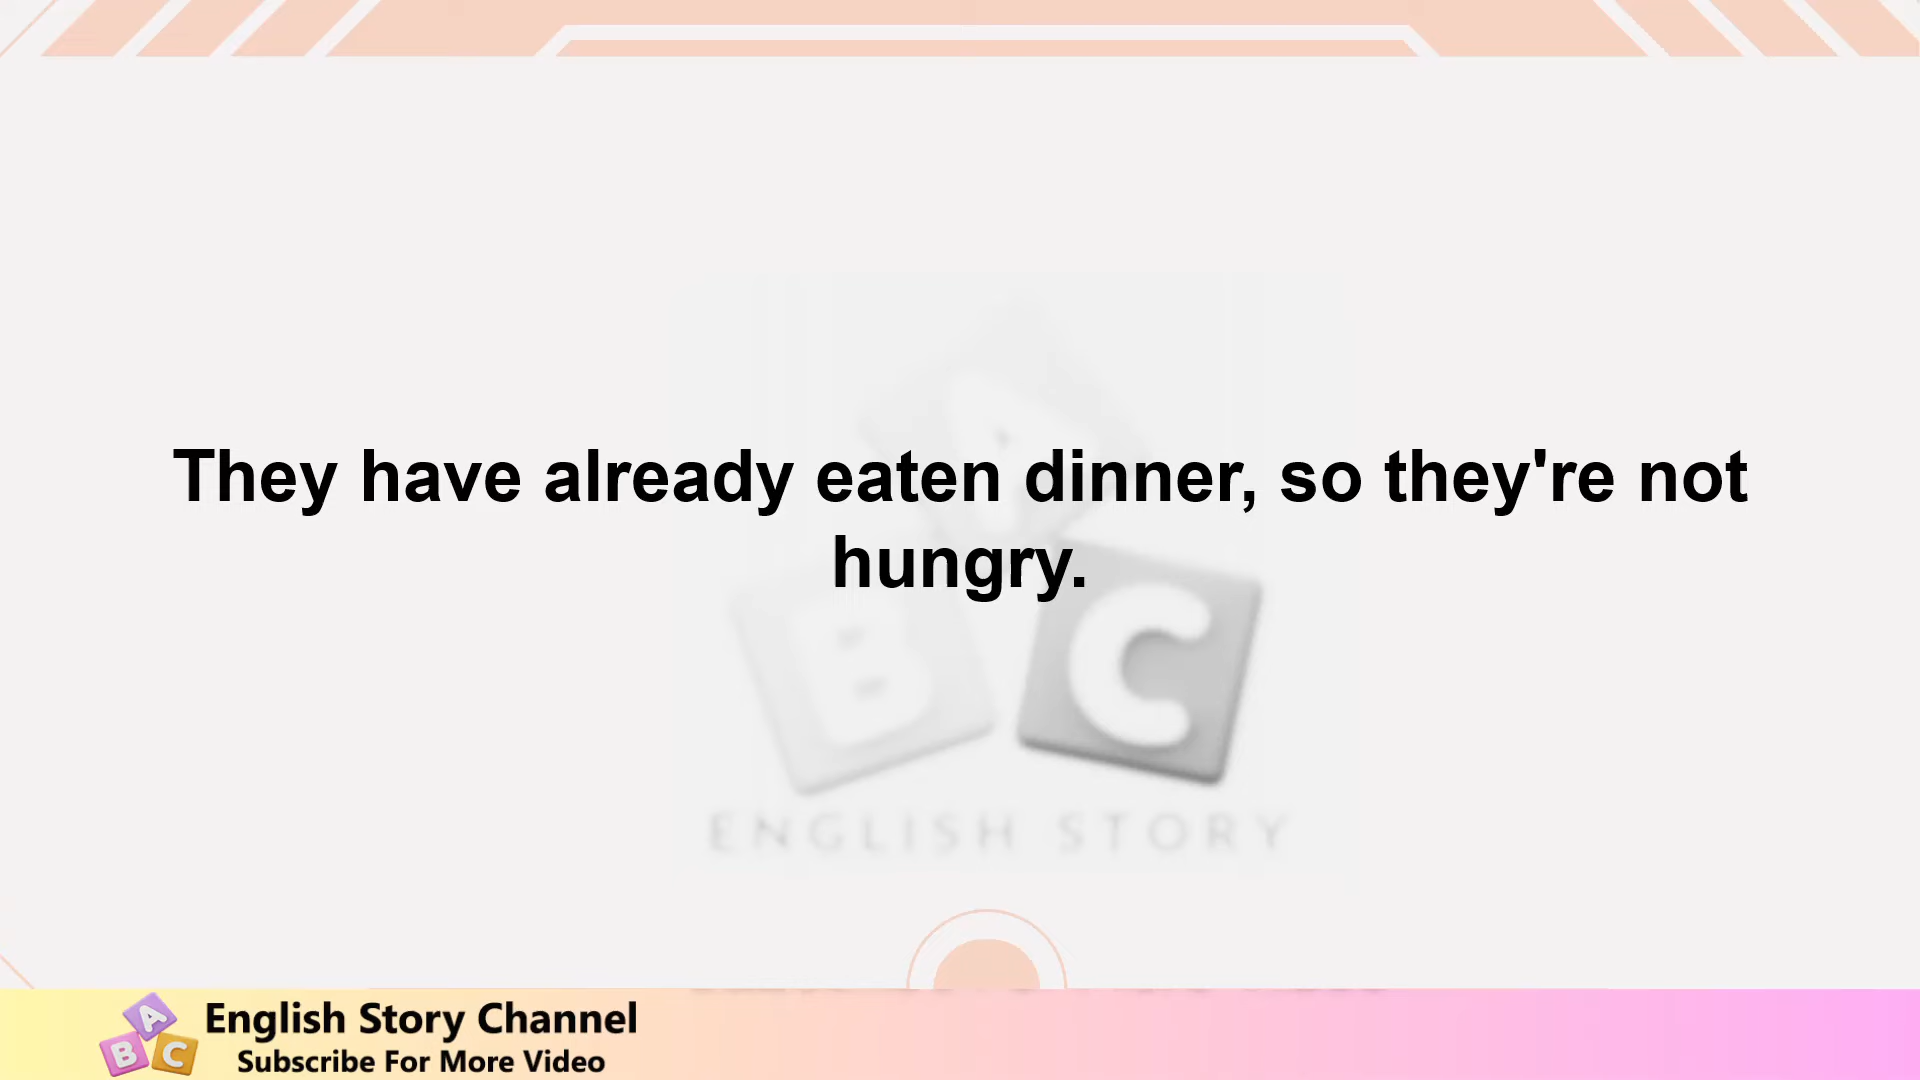 They have already eaten dinner, so they're not
hungry.
A
B
C
ENGLISH STORY
A
B
C
English Story Channel
Subscribe For More Video